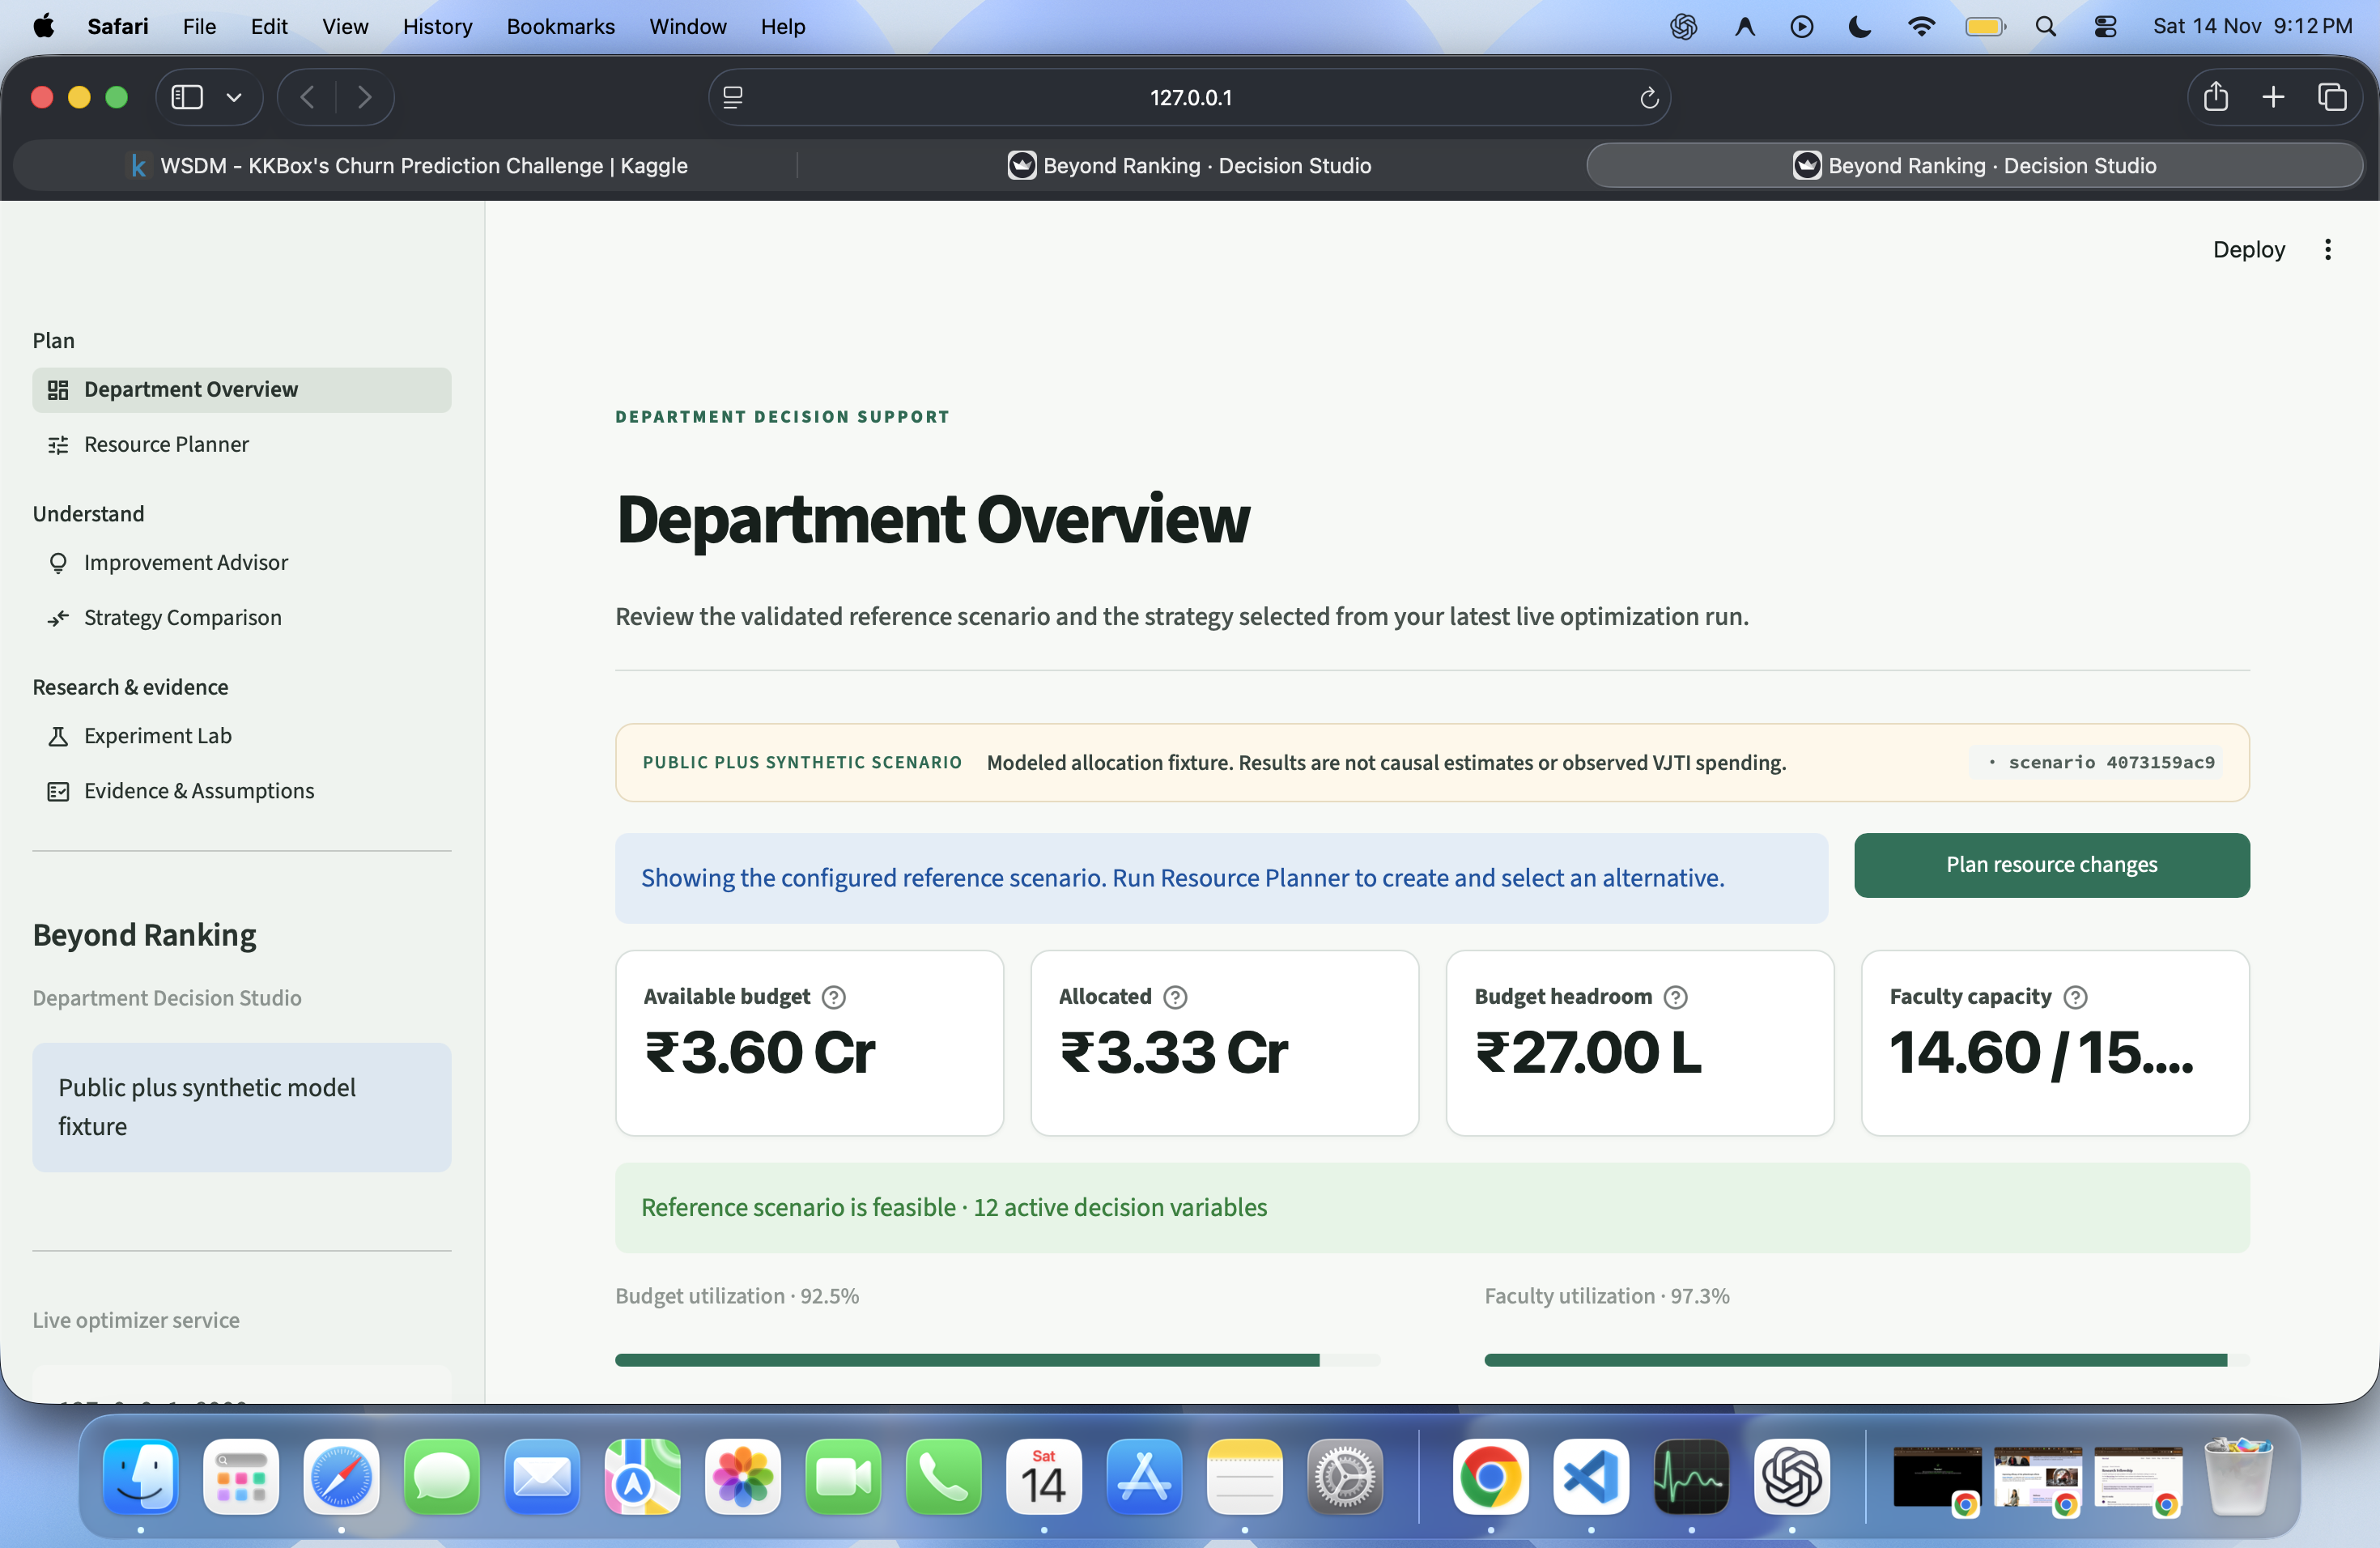 Safari File Edit View History Bookmarks Window Help Sat 14 Nov 9:12 PM
127.0.0.1
k WSDM - KKBox's Churn Prediction Challenge | Kaggle
Beyond Ranking · Decision Studio
Beyond Ranking · Decision Studio
Deploy
Plan
Department Overview
Resource Planner
Understand
Improvement Advisor
Strategy Comparison
Research & evidence
Experiment Lab
Evidence & Assumptions
Beyond Ranking
Department Decision Studio
Public plus synthetic model
fixture
Live optimizer service
DEPARTMENT DECISION SUPPORT
Department Overview
Review the validated reference scenario and the strategy selected from your latest live optimization run.
PUBLIC PLUS SYNTHETIC SCENARIO Modeled allocation fixture. Results are not causal estimates or observed VJTI spending. · scenario 4073159ac9
Showing the configured reference scenario. Run Resource Planner to create and select an alternative.
Plan resource changes
Available budget ?
₹3.60 Cr
Allocated ?
₹3.33 Cr
Budget headroom ?
₹27.00 L
Faculty capacity ?
14.60 / 15....
Reference scenario is feasible · 12 active decision variables
Budget utilization · 92.5%
Faculty utilization · 97.3%
Sat
14